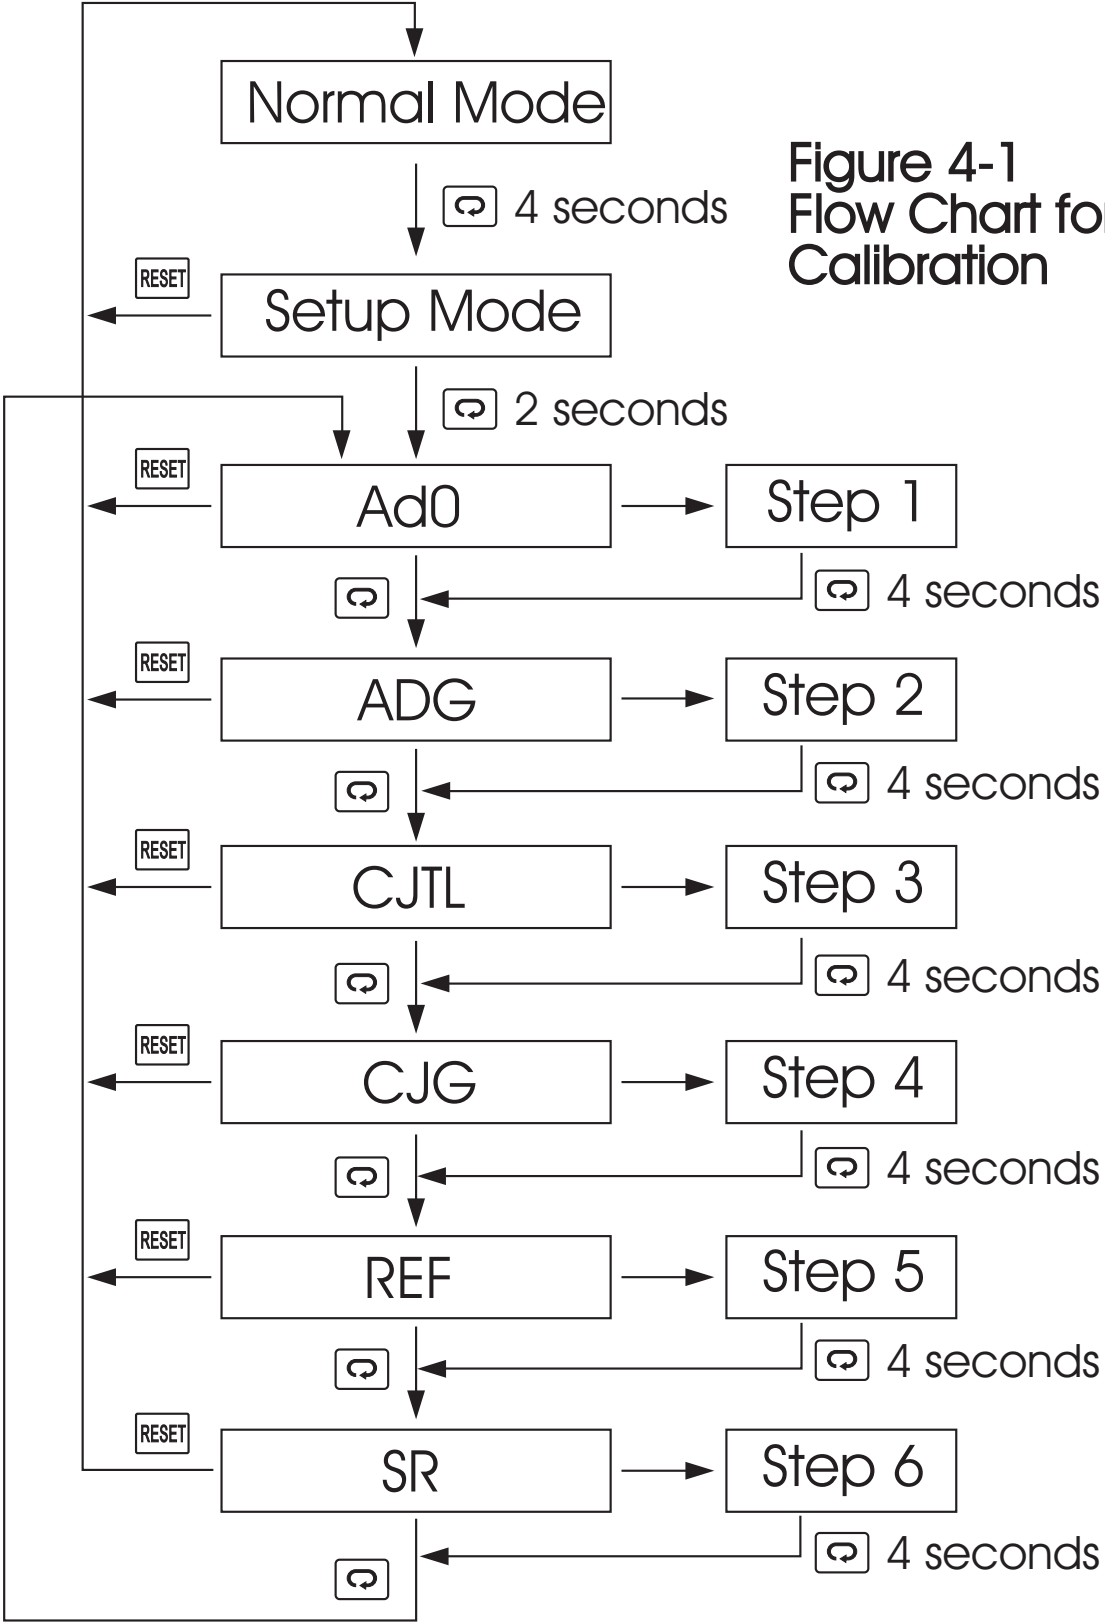 Normal Mode
Figure 4-1
Flow Chart for
Calibration
4 seconds
RESET
Setup Mode
2 seconds
RESET
Ad0
Step 1
4 seconds
RESET
ADG
Step 2
4 seconds
RESET
CJTL
Step 3
4 seconds
RESET
CJG
Step 4
4 seconds
RESET
REF
Step 5
4 seconds
RESET
SR
Step 6
4 seconds